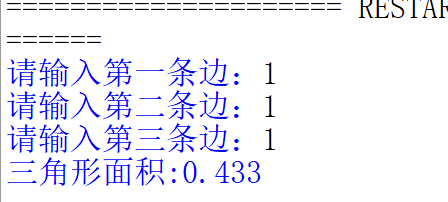 ===================== RESTAR
======
请输入第一条边：1
请输入第二条边：1
请输入第三条边：1
三角形面积:0.433